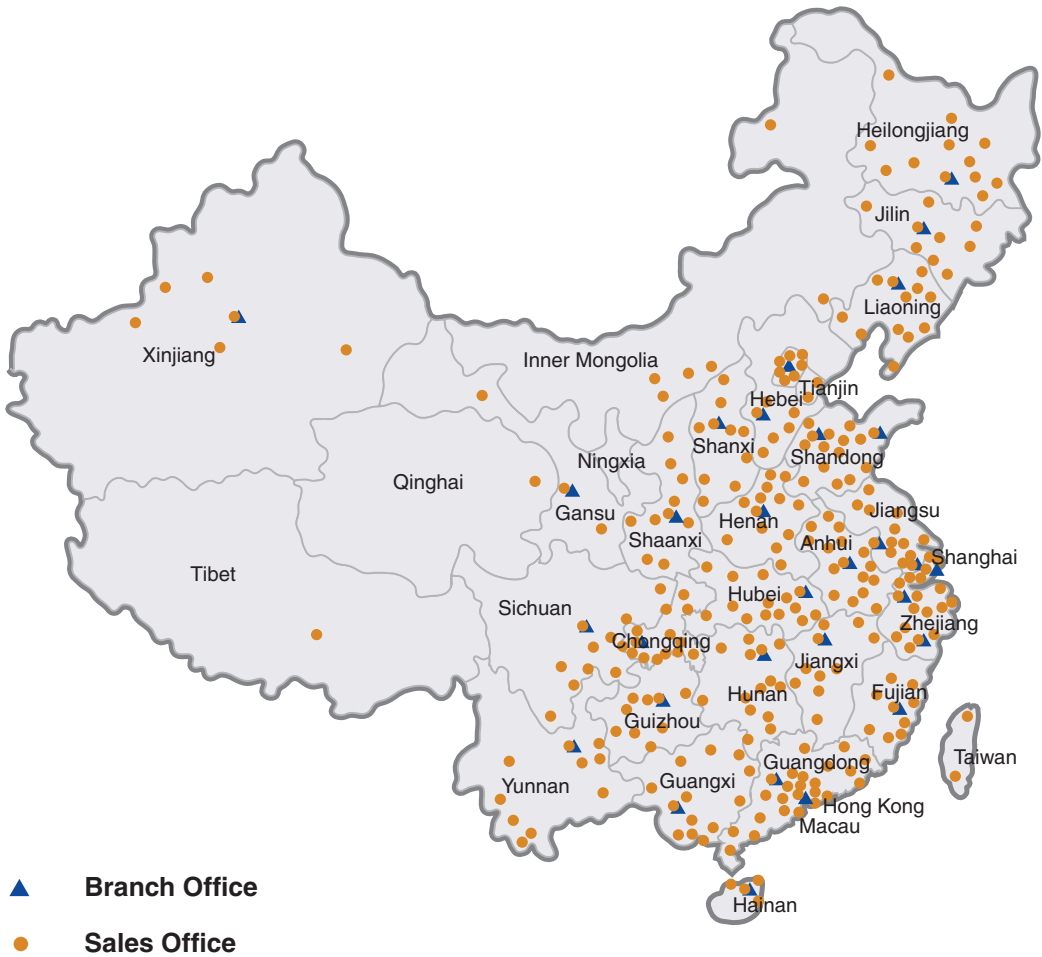 Heilongjiang
Jilin
Liaoning
Xinjiang
Inner Mongolia
Tianjin
Hebei
Shanxi
Shandong
Ningxia
Qinghai
Gansu
Henan
Jiangsu
Shaanxi
Anhui
Shanghai
Tibet
Hubei
Sichuan
Zhejiang
Chongqing
Jiangxi
Hunan
Fujian
Guizhou
Taiwan
Guangdong
Guangxi
Yunnan
Hong Kong
Macau
Branch Office
Hainan
Sales Office